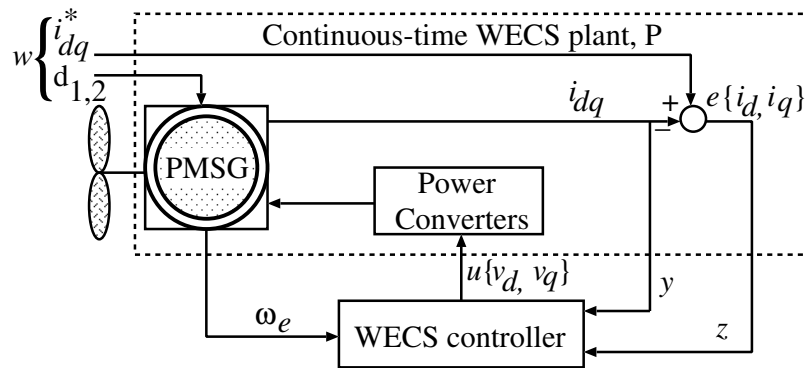 w{ i*dq
Continuous-time WECS plant, P
d1,2
idq
+
−
e{id, iq}
PMSG
Power
Converters
u{vd, vq}
y
ωe
WECS controller
z